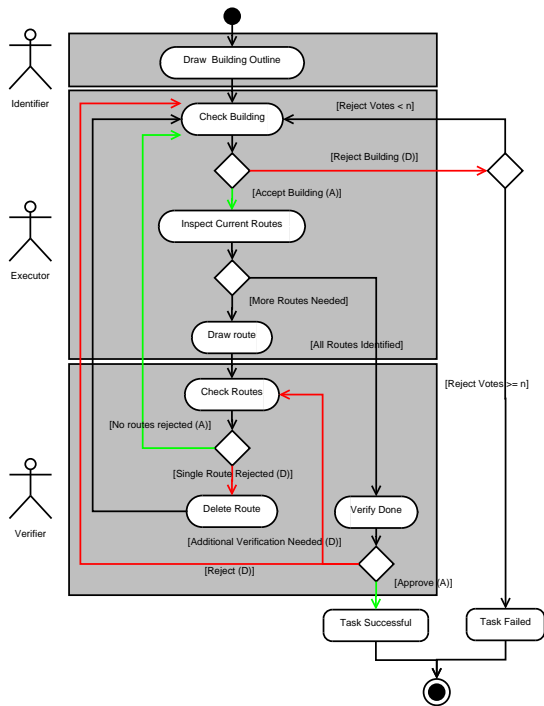 Draw  Building Outline
Identifier
[Reject Votes < n]
Check Building
[Reject Building (D)]
[Accept Building (A)]
Inspect Current Routes
Executor
[More Routes Needed]
Draw route
[All Routes Identified]
[Reject Votes >= n]
Check Routes
[No routes rejected (A)]
[Single Route Rejected (D)]
Delete Route
Verify Done
Verifier
[Additional Verification Needed (D)]
[Reject (D)]
[Approve (A)]
Task Successful
Task Failed